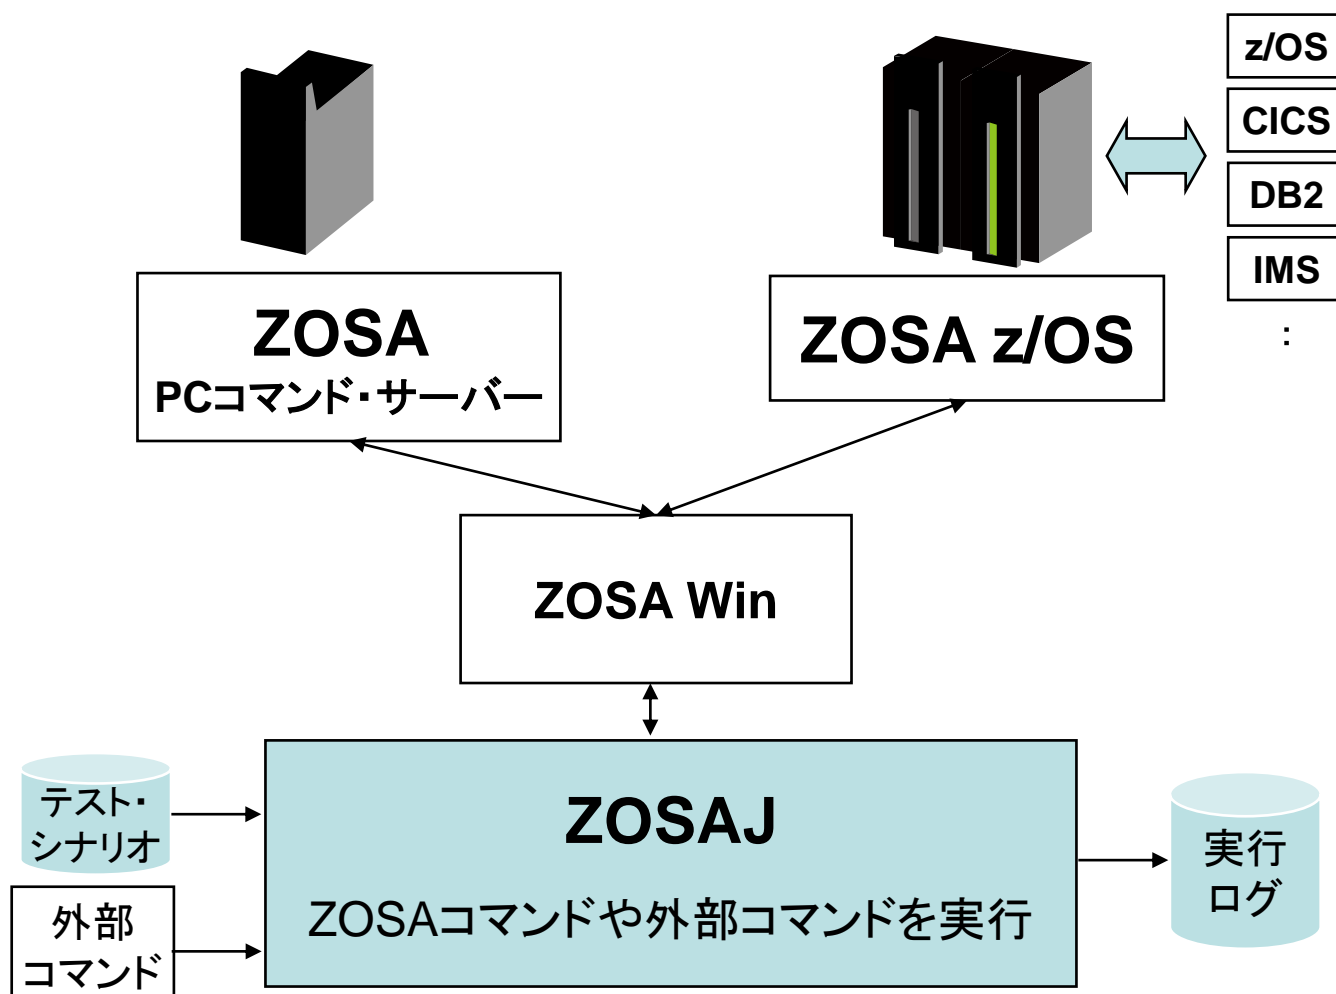 z/OS
CICS
DB2
IMS
:
ZOSA
PCコマンド・サーバー
ZOSA z/OS
ZOSA Win
テスト・
シナリオ
外部
コマンド
ZOSAJ
ZOSAコマンドや外部コマンドを実行
実行
ログ